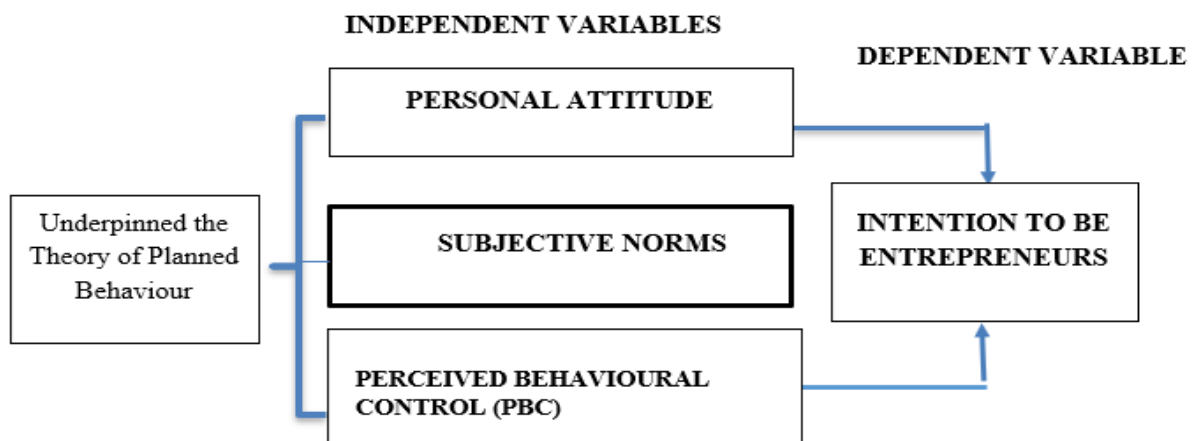 INDEPENDENT VARIABLES
DEPENDENT VARIABLE
PERSONAL ATTITUDE
Underpinned the
Theory of Planned
Behaviour
SUBJECTIVE NORMS
INTENTION TO BE
ENTREPRENEURS
PERCEIVED BEHAVIOURAL
CONTROL (PBC)